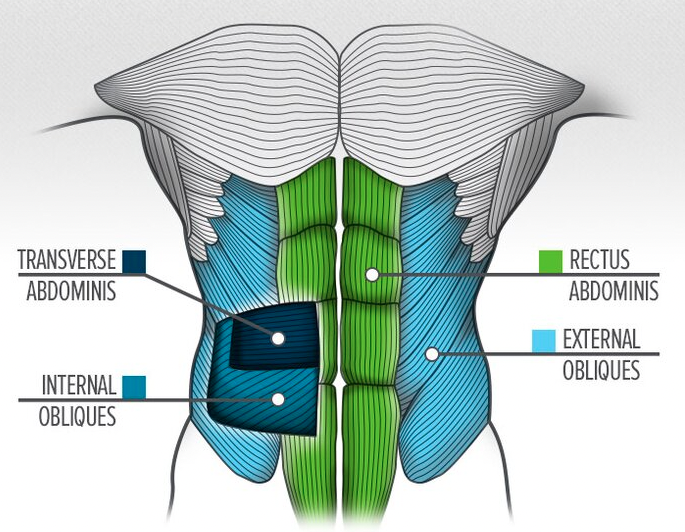 TRANSVERSE
ABDOMINIS
INTERNAL
OBLIQUES
RECTUS
ABDOMINIS
EXTERNAL
OBLIQUES